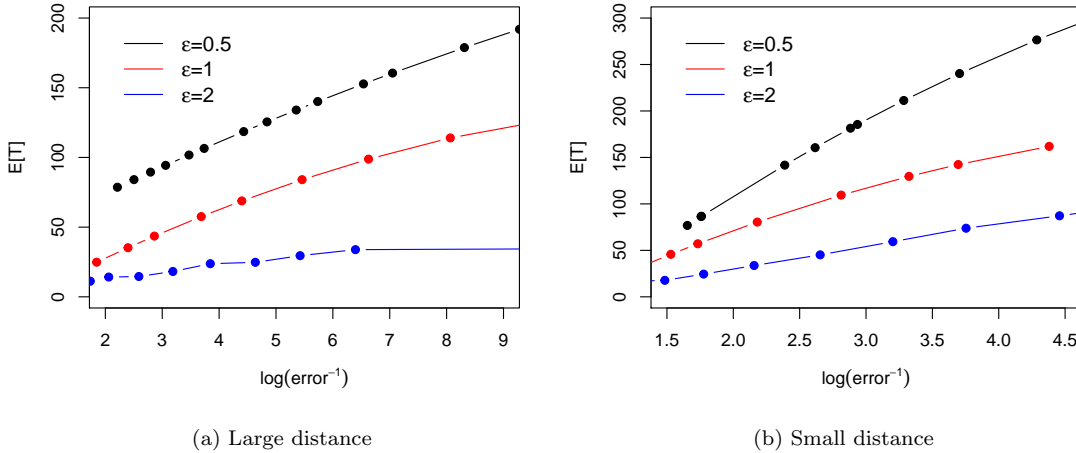 E[T]
200
150
100
50
0
ε=0.5
ε=1
ε=2
2 3 4 5 6 7 8 9
log(error⁻¹)
(a) Large distance
E[T]
300
250
200
150
100
50
0
ε=0.5
ε=1
ε=2
1.5 2.0 2.5 3.0 3.5 4.0 4.5
log(error⁻¹)
(b) Small distance